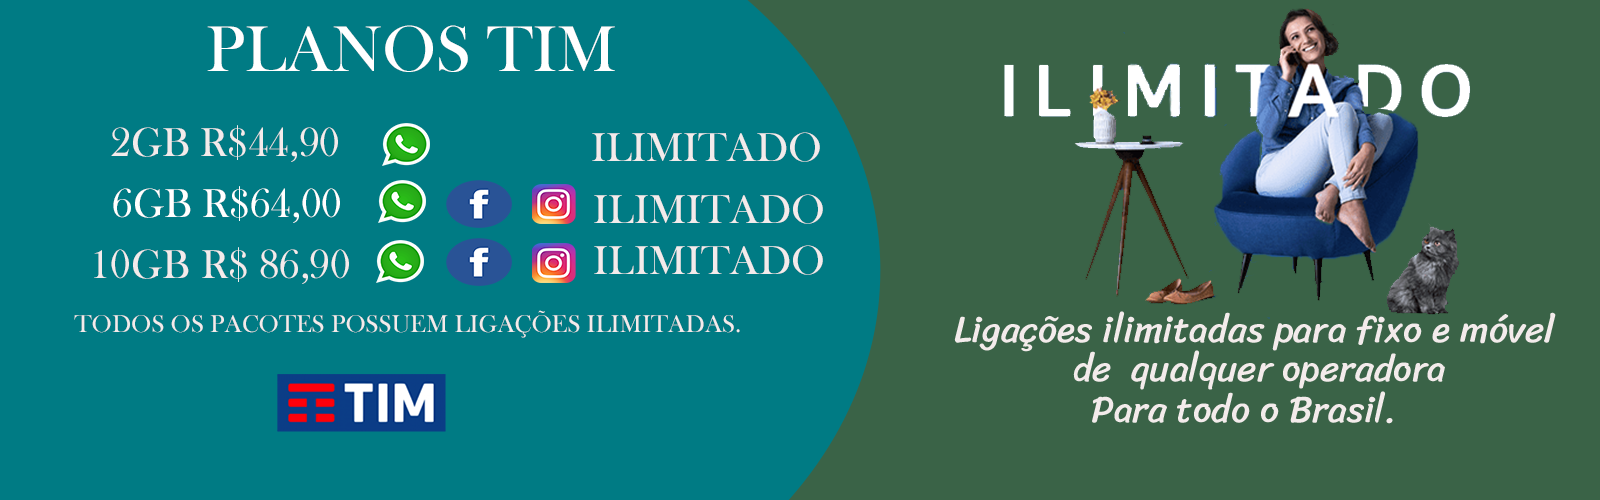 PLANOS TIM
2GB R$44,90 ILIMITADO
6GB R$64,00 f ILIMITADO
10GB R$ 86,90 f ILIMITADO
TODOS OS PACOTES POSSUEM LIGAÇÕES ILIMITADAS.
TIM
ILIMITADO
Ligações ilimitadas para fixo e móvel
de qualquer operadora
Para todo o Brasil.